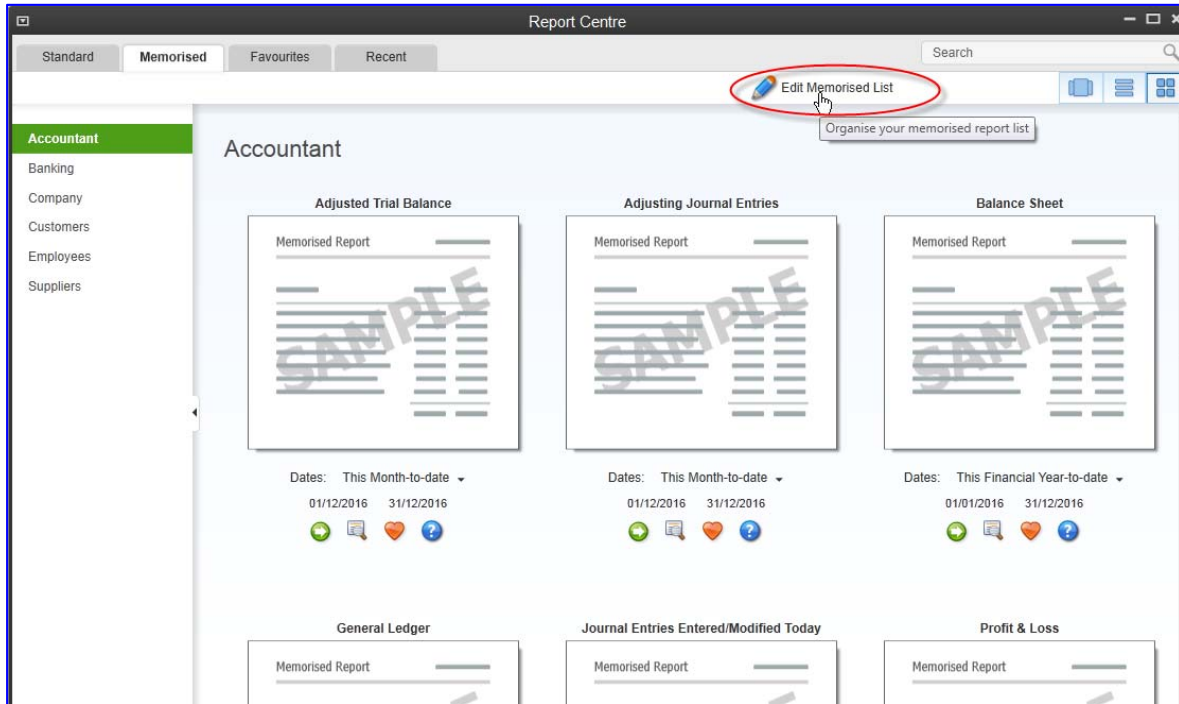 Report Centre
Standard Memorised Favourites Recent Search
Edit Memorised List
Organise your memorised report list
Accountant
Banking
Company
Customers
Employees
Suppliers
Accountant
Adjusted Trial Balance Adjusting Journal Entries Balance Sheet
Memorised Report Memorised Report Memorised Report
SAMPLE SAMPLE SAMPLE
Dates: This Month-to-date Dates: This Month-to-date Dates: This Financial Year-to-date
01/12/2016 31/12/2016 01/12/2016 31/12/2016 01/01/2016 31/12/2016
General Ledger Journal Entries Entered/Modified Today Profit & Loss
Memorised Report Memorised Report Memorised Report